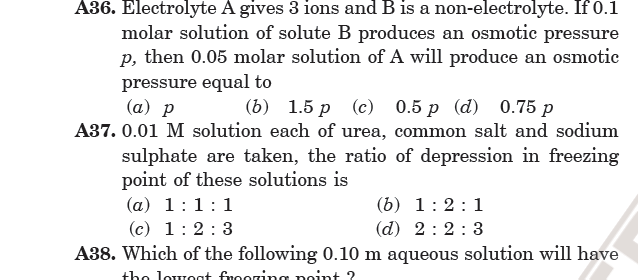 A36. Electrolyte A gives 3 ions and B is a non-electrolyte. If 0.1
molar solution of solute B produces an osmotic pressure
p, then 0.05 molar solution of A will produce an osmotic
pressure equal to
(a) p (b) 1.5 p (c) 0.5 p (d) 0.75 p
A37. 0.01 M solution each of urea, common salt and sodium
sulphate are taken, the ratio of depression in freezing
point of these solutions is
(a) 1 : 1 : 1 (b) 1 : 2 : 1
(c) 1 : 2 : 3 (d) 2 : 2 : 3
A38. Which of the following 0.10 m aqueous solution will have
the lowest freezing point ?